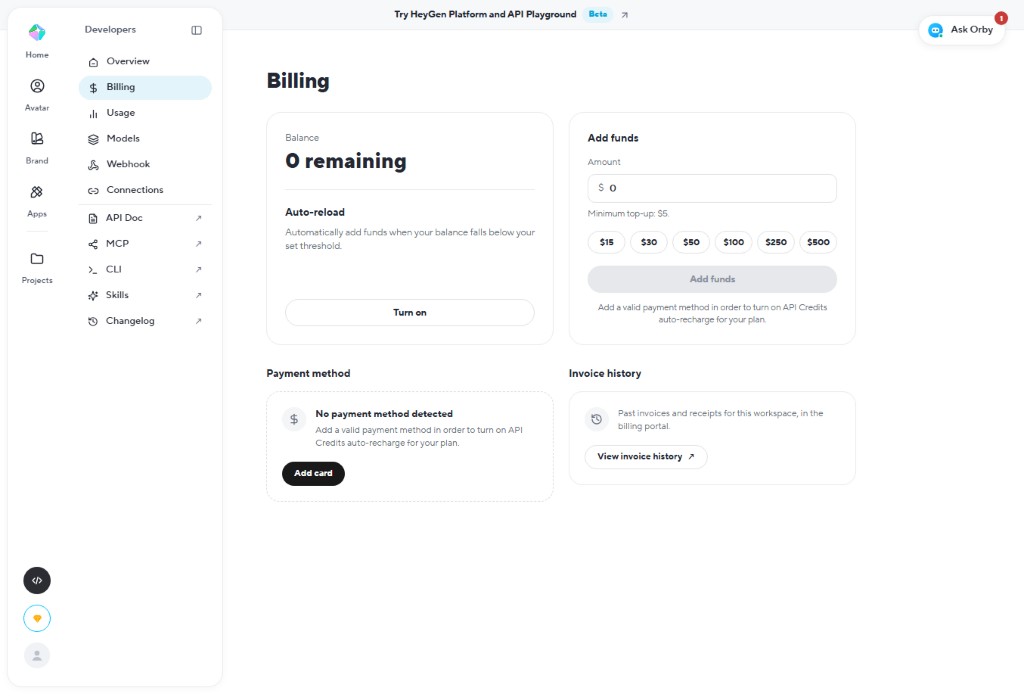 Try HeyGen Platform and API Playground Beta
Ask Orby
1
Home
Avatar
Brand
Apps
Projects
Developers
Overview
Billing
Usage
Models
Webhook
Connections
API Doc
MCP
CLI
Skills
Changelog
Billing
Balance
0 remaining
Auto-reload
Automatically add funds when your balance falls below your
set threshold.
Turn on
Add funds
Amount
$ 0
Minimum top-up: $5.
$15 $30 $50 $100 $250 $500
Add funds
Add a valid payment method in order to turn on API Credits
auto-recharge for your plan.
Payment method
No payment method detected
Add a valid payment method in order to turn on API
Credits auto-recharge for your plan.
Add card
Invoice history
Past invoices and receipts for this workspace, in the
billing portal.
View invoice history